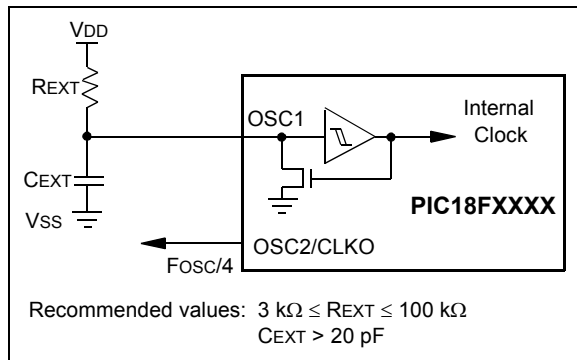 VDD
REXT
OSC1
Internal
Clock
CEXT
PIC18FXXXX
VSS
OSC2/CLKO
FOSC/4
Recommended values: 3 kΩ ≤ REXT ≤ 100 kΩ
CEXT > 20 pF